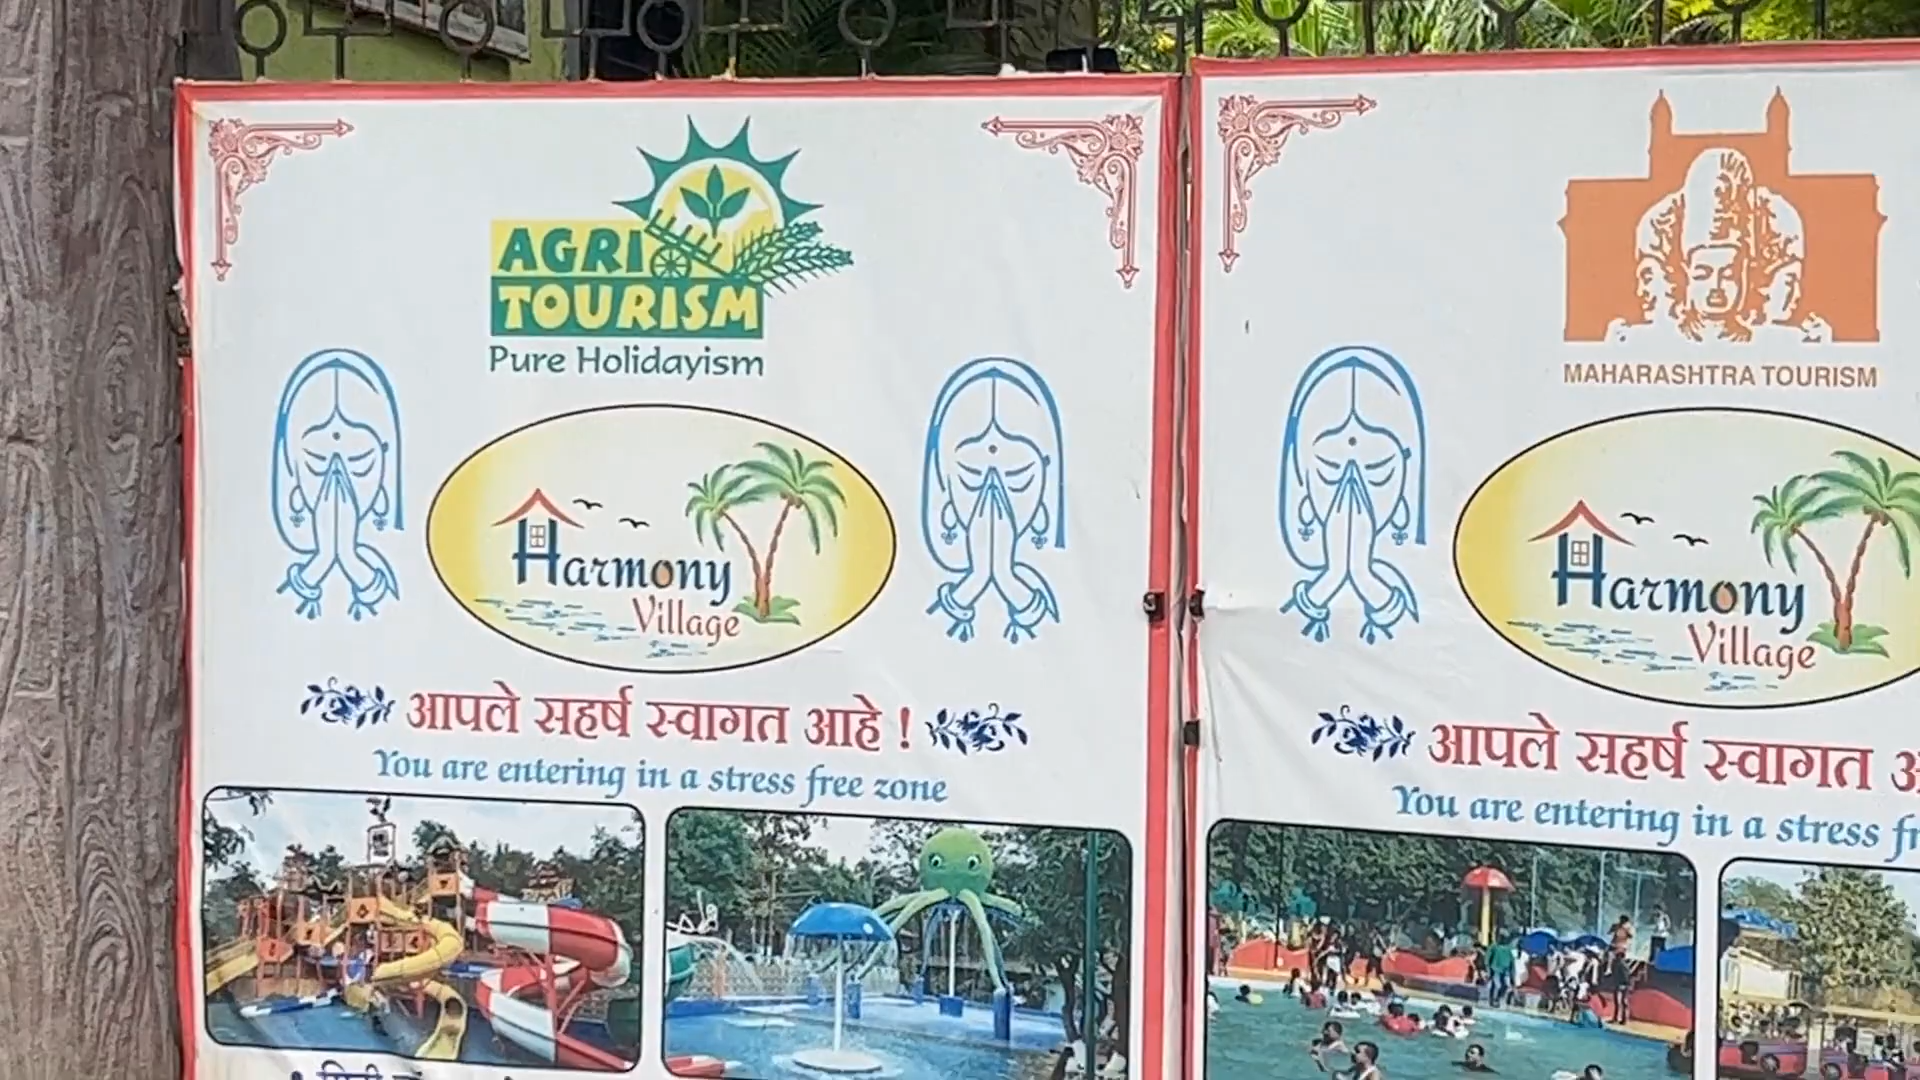 AGRI
TOURISM
Pure Holidayism
Harmony
Village
आपले सहर्ष स्वागत आहे !
You are entering in a stress free zone
MAHARASHTRA TOURISM
Harmony
Village
आपले सहर्ष स्वागत
You are entering in a stress